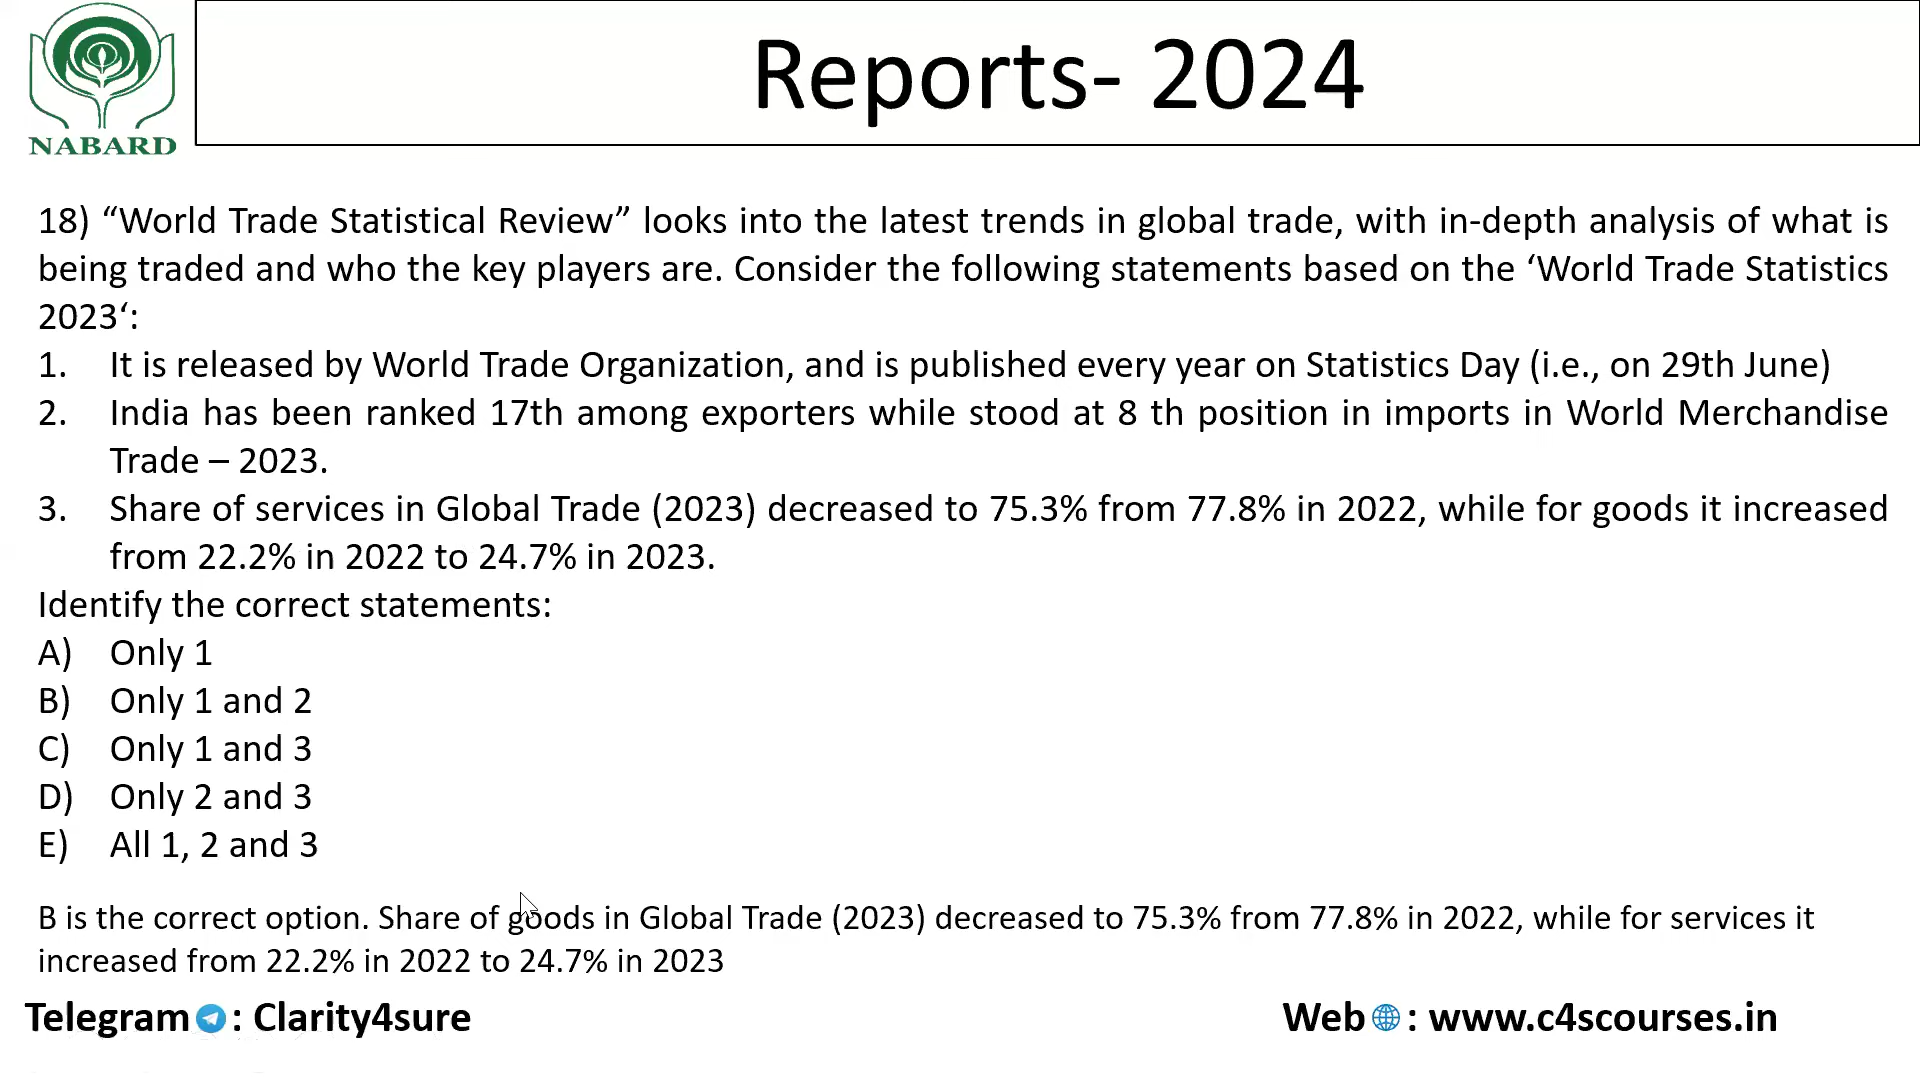 Reports- 2024
NABARD
18) “World Trade Statistical Review” looks into the latest trends in global trade, with in-depth analysis of what is
being traded and who the key players are. Consider the following statements based on the ‘World Trade Statistics
2023‘:
1. It is released by World Trade Organization, and is published every year on Statistics Day (i.e., on 29th June)
2. India has been ranked 17th among exporters while stood at 8 th position in imports in World Merchandise
Trade – 2023.
3. Share of services in Global Trade (2023) decreased to 75.3% from 77.8% in 2022, while for goods it increased
from 22.2% in 2022 to 24.7% in 2023.
Identify the correct statements:
A) Only 1
B) Only 1 and 2
C) Only 1 and 3
D) Only 2 and 3
E) All 1, 2 and 3
B is the correct option. Share of goods in Global Trade (2023) decreased to 75.3% from 77.8% in 2022, while for services it
increased from 22.2% in 2022 to 24.7% in 2023
Telegram : Clarity4sure
Web : www.c4scourses.in